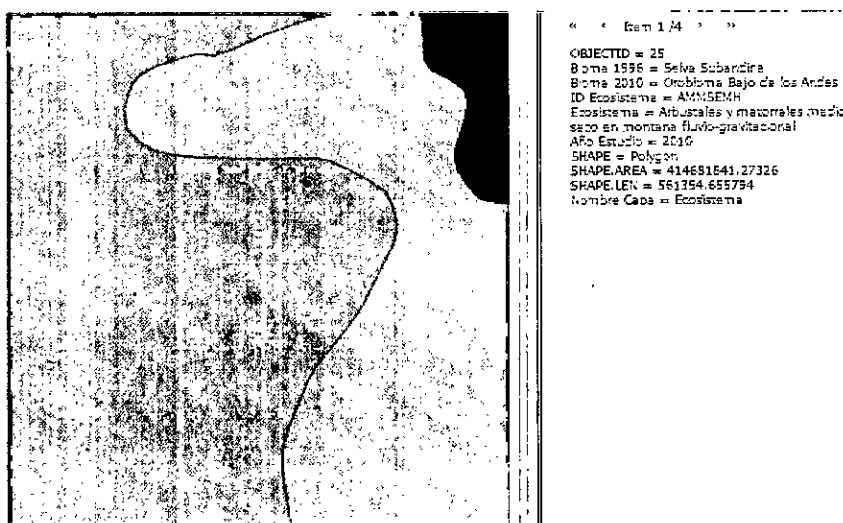 « ‹ Item 1/4 › »
OBJECTID = 25
Bioma 1996 = Selva Subandina
Bioma 2010 = Orobioma Bajo de los Andes
ID Ecosistema = AMMSEMH
Ecosistema = Arbustales y matorrales medio
seco en montana fluvio-gravitacional
Año Estudio = 2010
SHAPE = Polygon
SHAPE.AREA = 414681541.27326
SHAPE.LEN = 561354.655794
Nombre Capa = Ecosistema